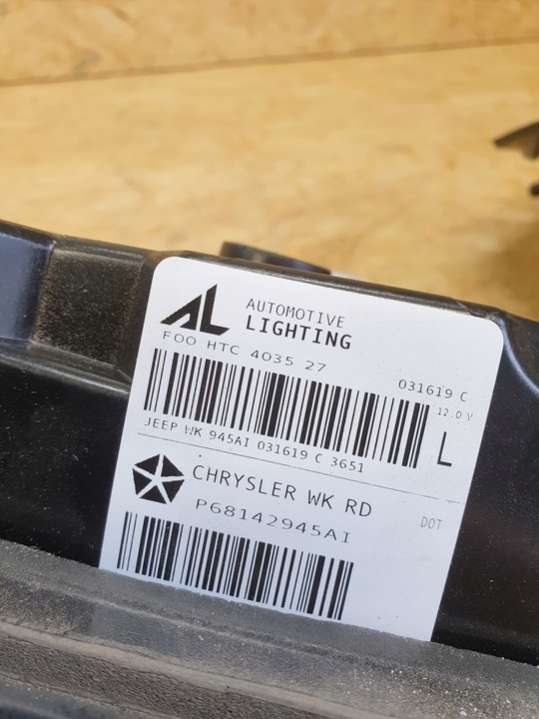 AL
AUTOMOTIVE
LIGHTING
FOO HTC 4035 27
031619 C
12.0 V
JEEP WK 945AI 031619 C 3651
L
CHRYSLER WK RD
P68142945AI
DOT